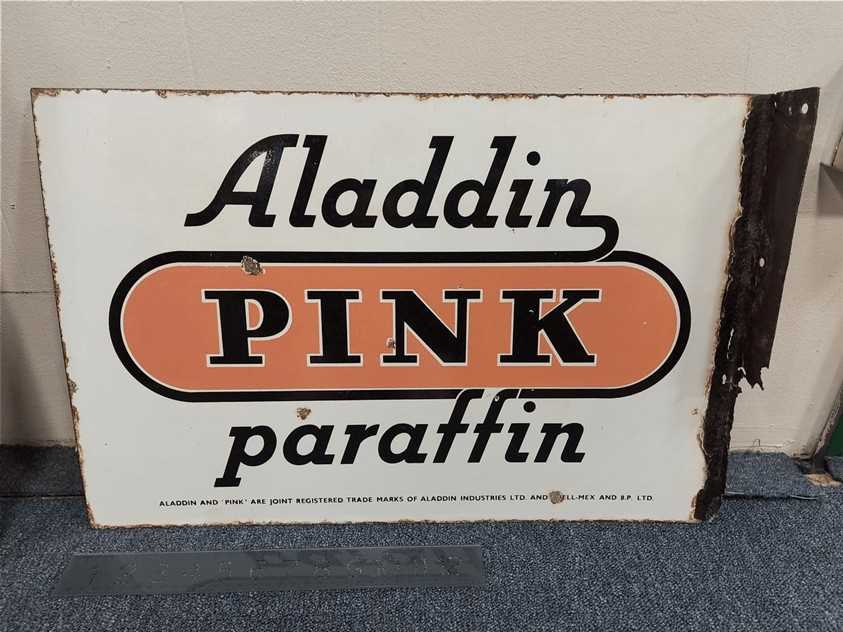 Aladdin
PINK
paraffin
ALADDIN AND 'PINK' ARE JOINT REGISTERED TRADE MARKS OF ALADDIN INDUSTRIES LTD. AND ELL-MEX AND B.P. LTD.